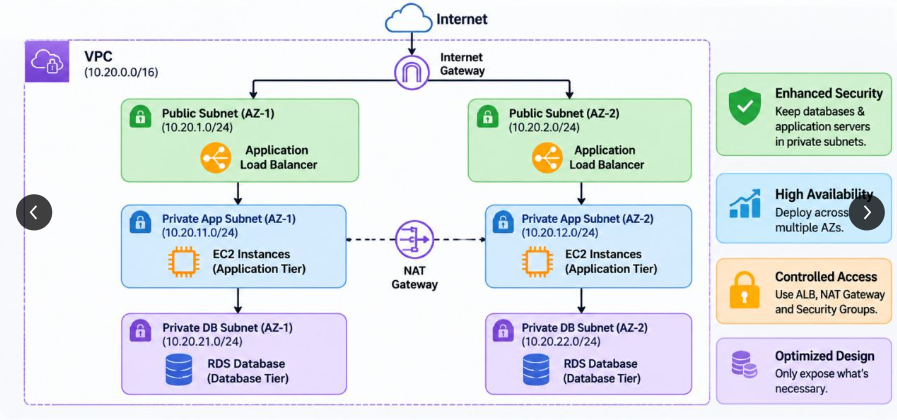 Internet
VPC
(10.20.0.0/16)
Internet
Gateway
Public Subnet (AZ-1)
(10.20.1.0/24)
Application
Load Balancer
Public Subnet (AZ-2)
(10.20.2.0/24)
Application
Load Balancer
Private App Subnet (AZ-1)
(10.20.11.0/24)
EC2 Instances
(Application Tier)
NAT
Gateway
Private App Subnet (AZ-2)
(10.20.12.0/24)
EC2 Instances
(Application Tier)
Private DB Subnet (AZ-1)
(10.20.21.0/24)
RDS Database
(Database Tier)
Private DB Subnet (AZ-2)
(10.20.22.0/24)
RDS Database
(Database Tier)
Enhanced Security
Keep databases &
application servers
in private subnets.
High Availability
Deploy across
multiple AZs.
Controlled Access
Use ALB, NAT Gateway
and Security Groups.
Optimized Design
Only expose what's
necessary.